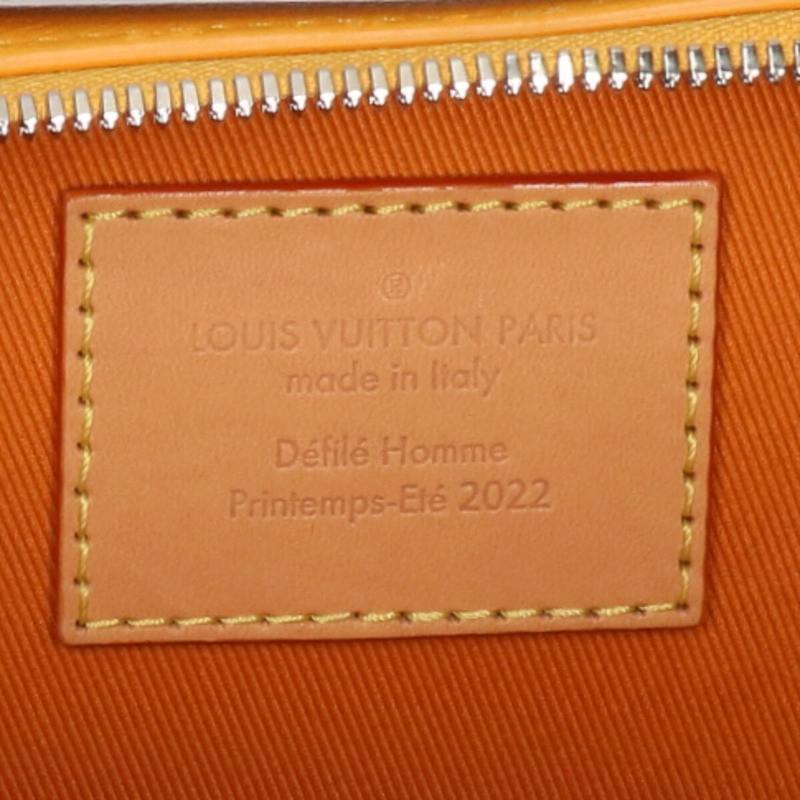 ®
LOUIS VUITTON PARIS
made in Italy
Défilé Homme
Printemps-Eté 2022